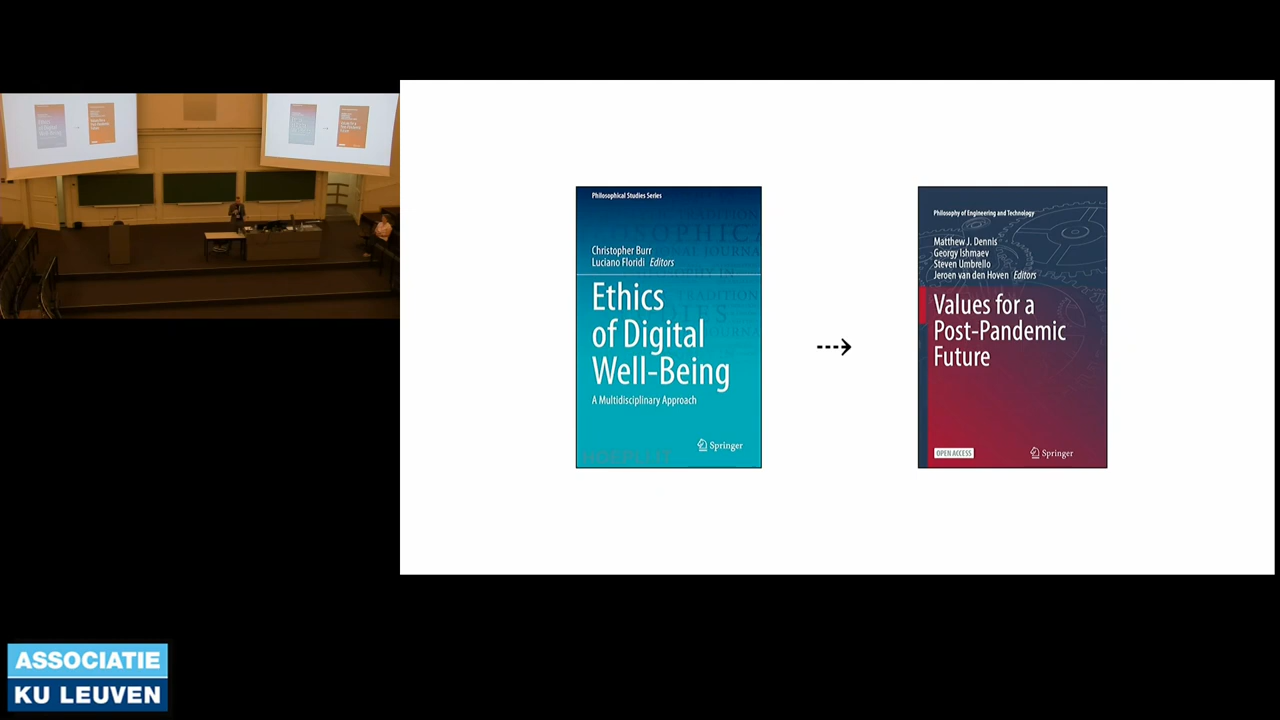 Philosophical Studies Series
Christopher Burr
Luciano Floridi Editors
Ethics
of Digital
Well-Being
A Multidisciplinary Approach
Springer
Philosophy of Engineering and Technology
Matthew J. Dennis
Georgy Ishmaev
Steven Umbrello
Jeroen van den Hoven Editors
Values for a
Post-Pandemic
Future
OPEN ACCESS
Springer
ASSOCIATIE
KU LEUVEN